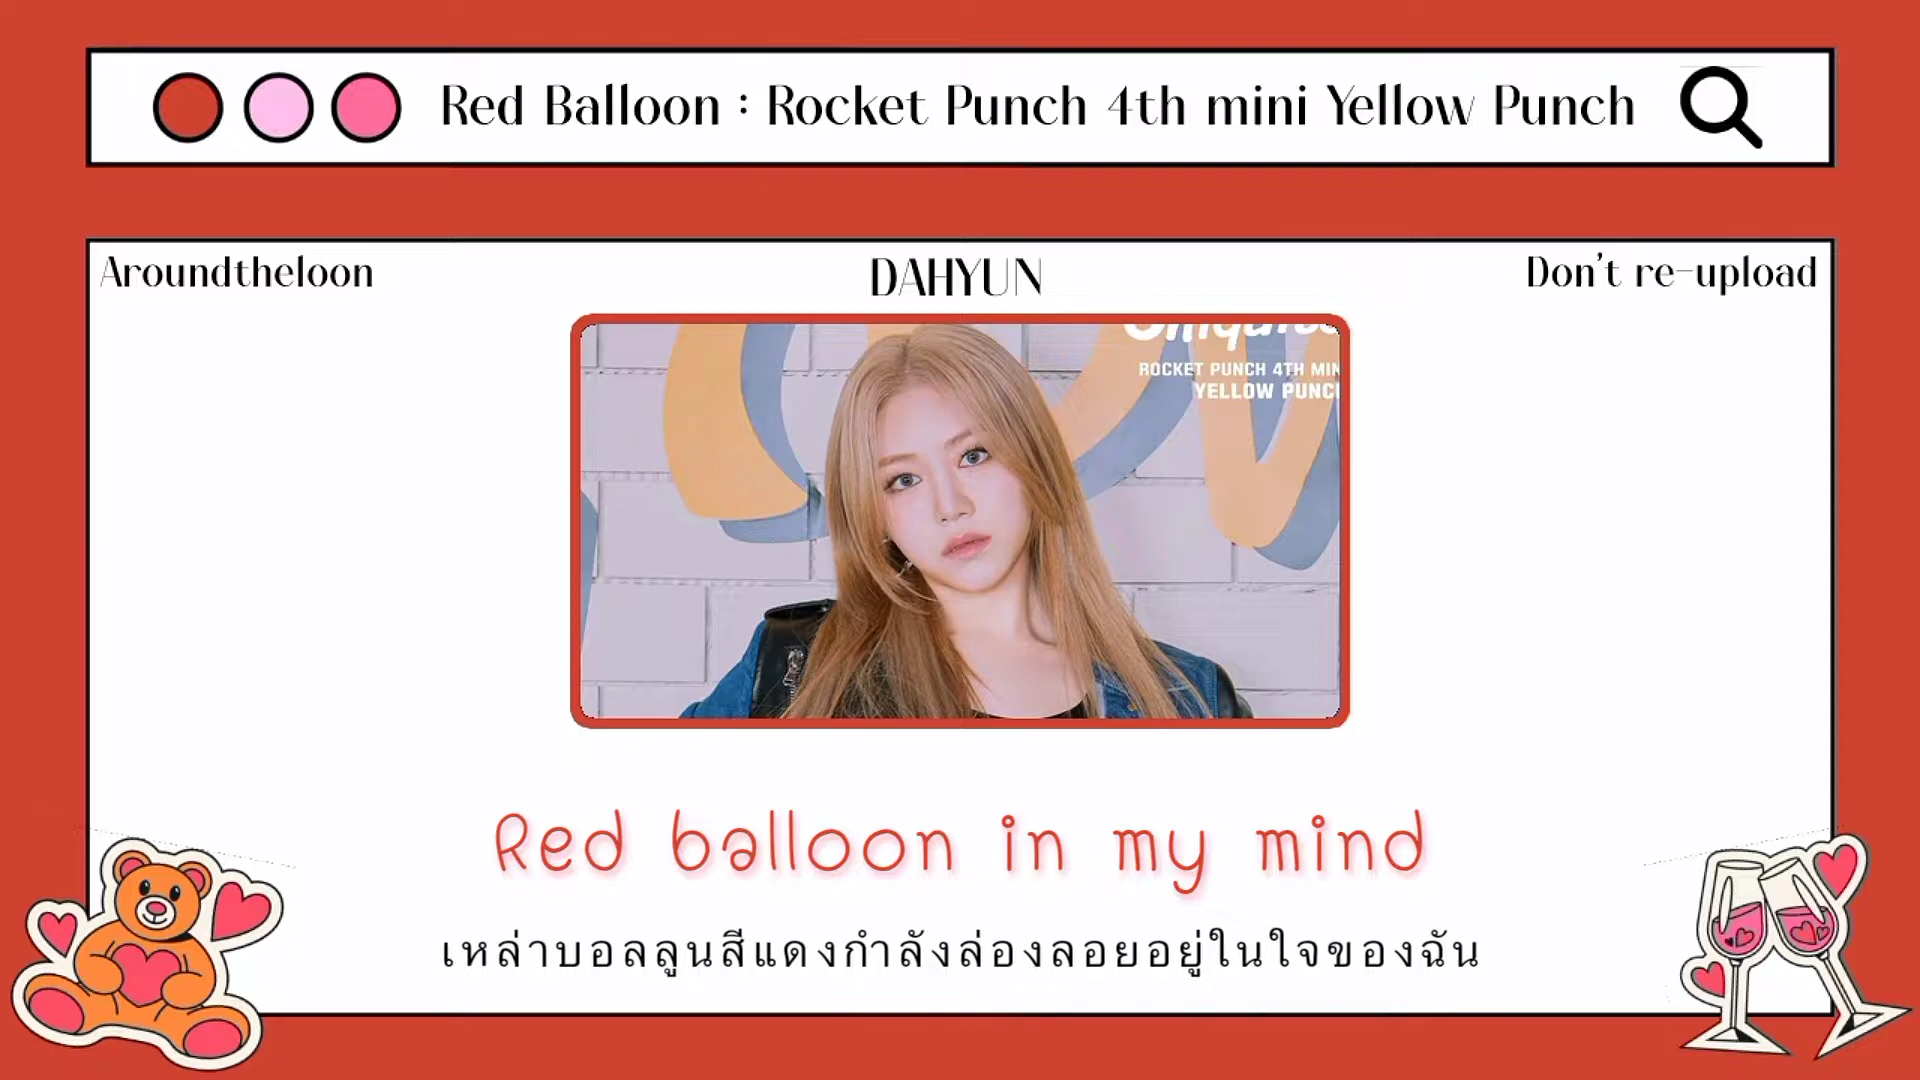 Red Balloon : Rocket Punch 4th mini Yellow Punch
Aroundtheloon
DAHYUN
Don't re-upload
ROCKET PUNCH 4TH MIN
YELLOW PUNC
Red balloon in my mind
เหล่าบอลลูนสีแดงกำลังล่องลอยอยู่ในใจของฉัน